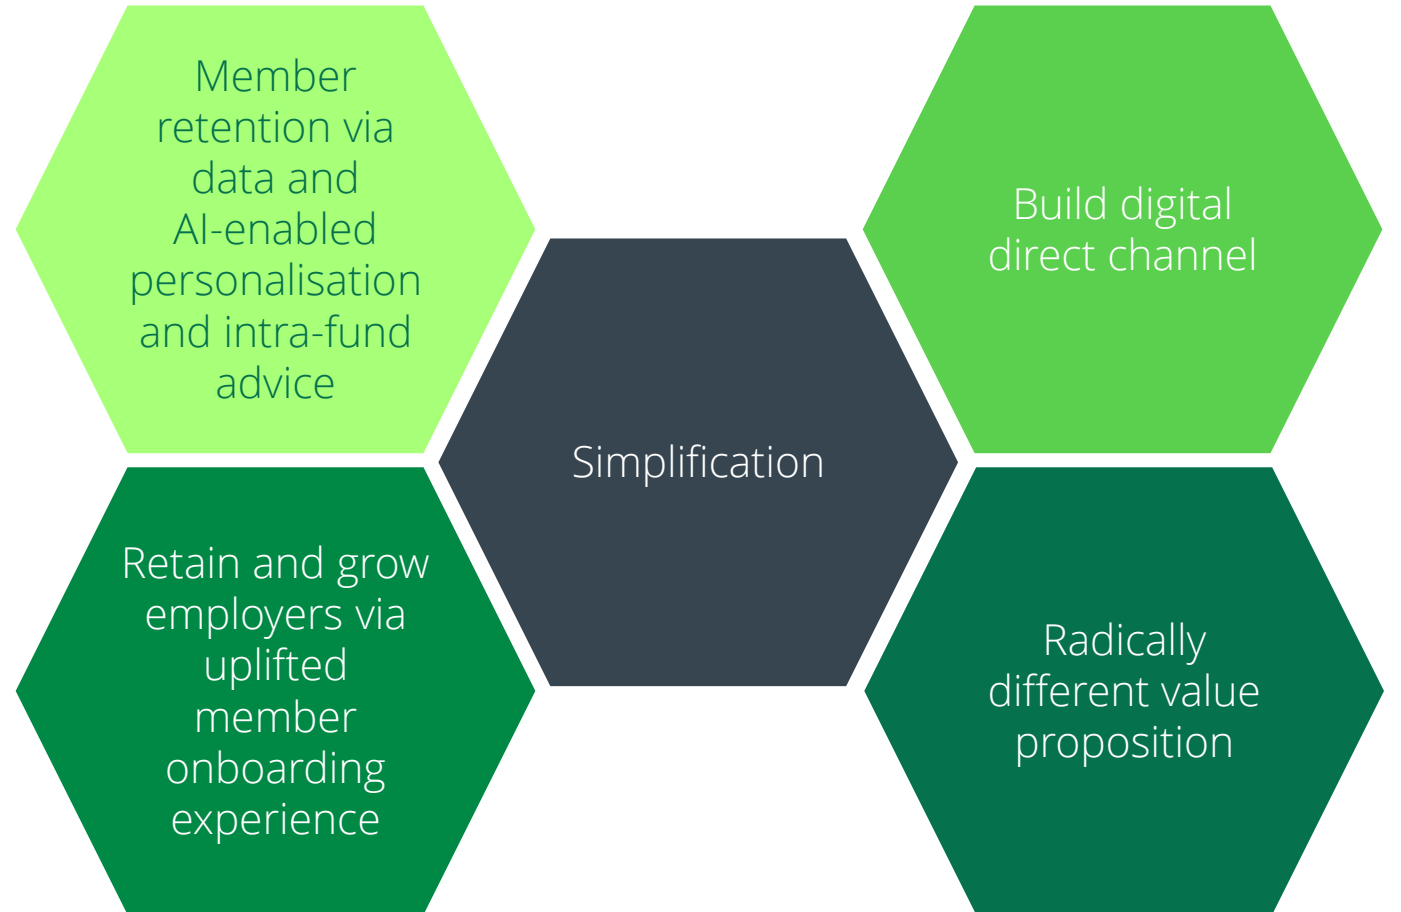 Member
retention via
data and
AI-enabled
personalisation
and intra-fund
advice
Build digital
direct channel
Simplification
Retain and grow
employers via
uplifted
member
onboarding
experience
Radically
different value
proposition